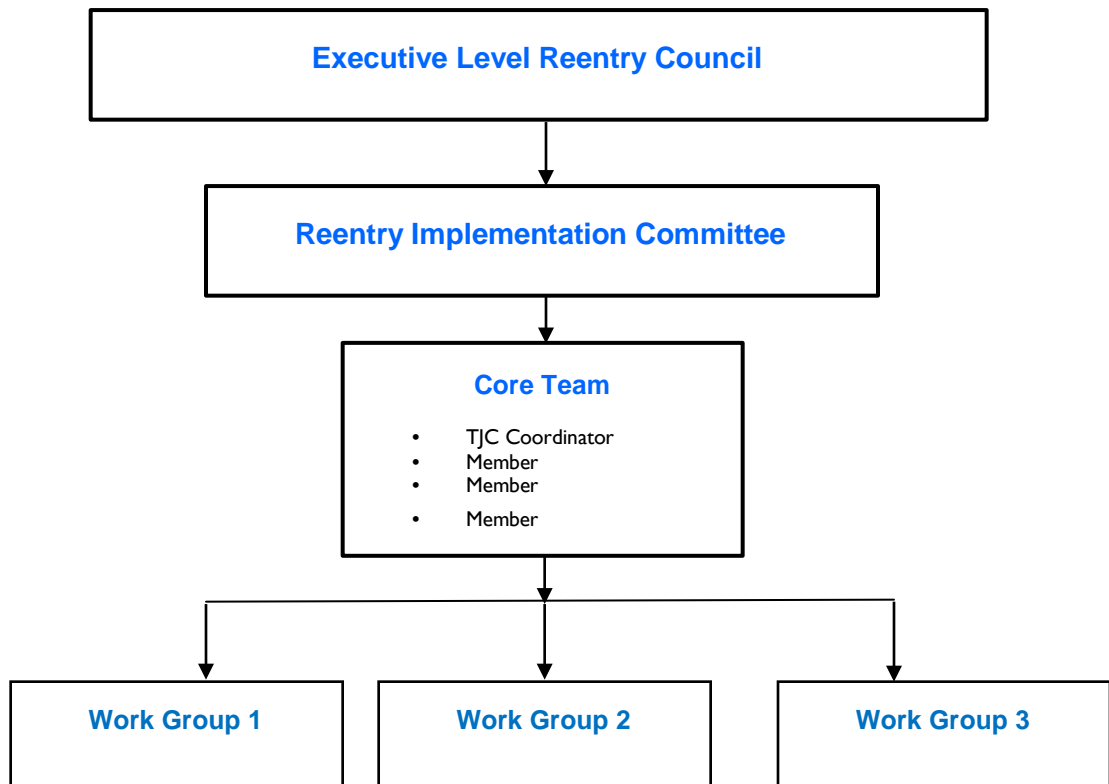 Executive Level Reentry Council
Reentry Implementation Committee
Core Team
• TJC Coordinator
• Member
• Member
• Member
Work Group 1
Work Group 2
Work Group 3